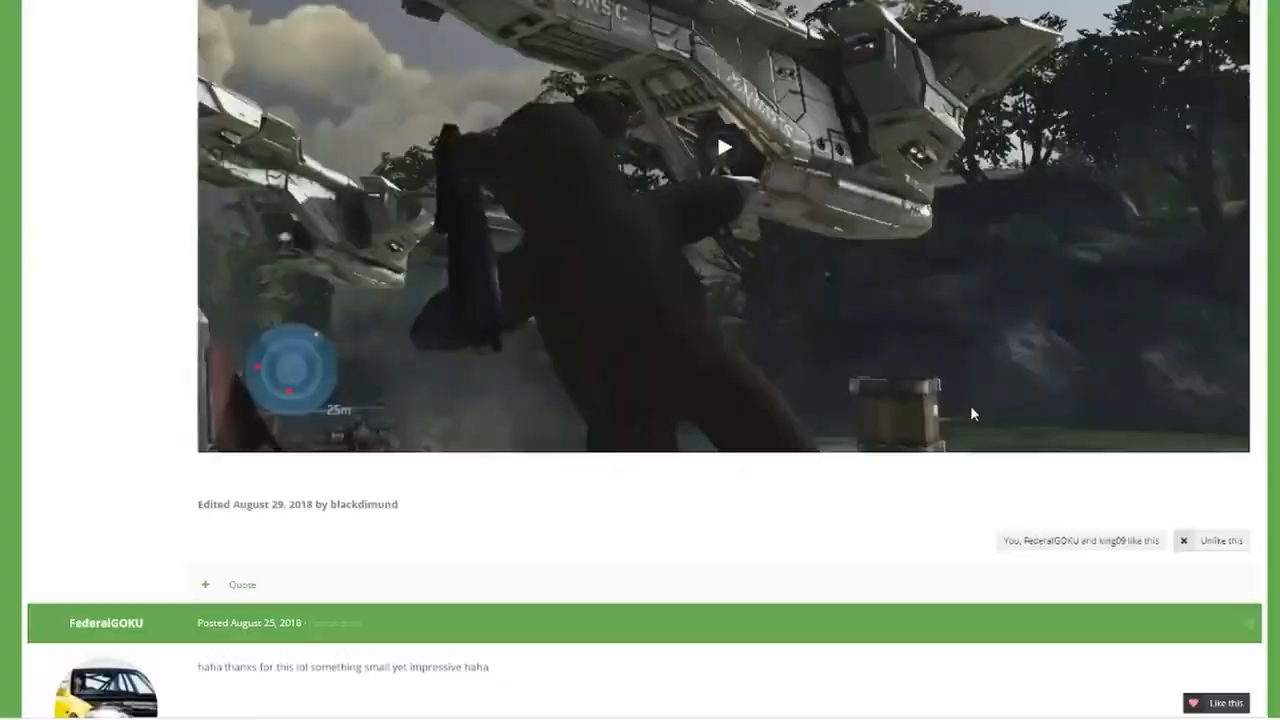 UNSC
25m
Edited August 29, 2018 by blackdimund
You, FederalGOKU and king09 like this
Unlike this
Quote
FederalGOKU
Posted August 25, 2018 ·
haha thanks for this lol something small yet impressive haha
Like this